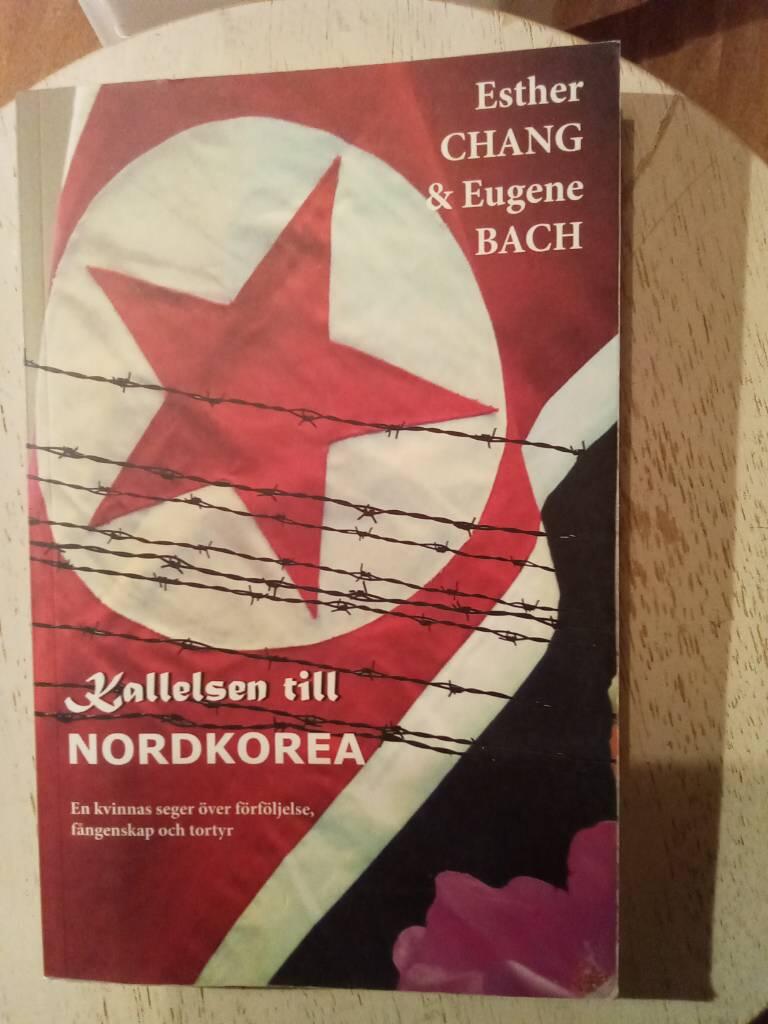 Esther
CHANG
& Eugene
BACH
Kallelsen till
NORDKOREA
En kvinnas seger över förföljelse,
fångenskap och tortyr